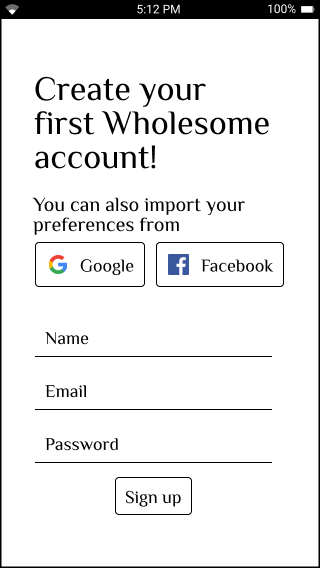 5:12 PM 100%
Create your
first Wholesome
account!
You can also import your
preferences from
Google Facebook
Name
Email
Password
Sign up